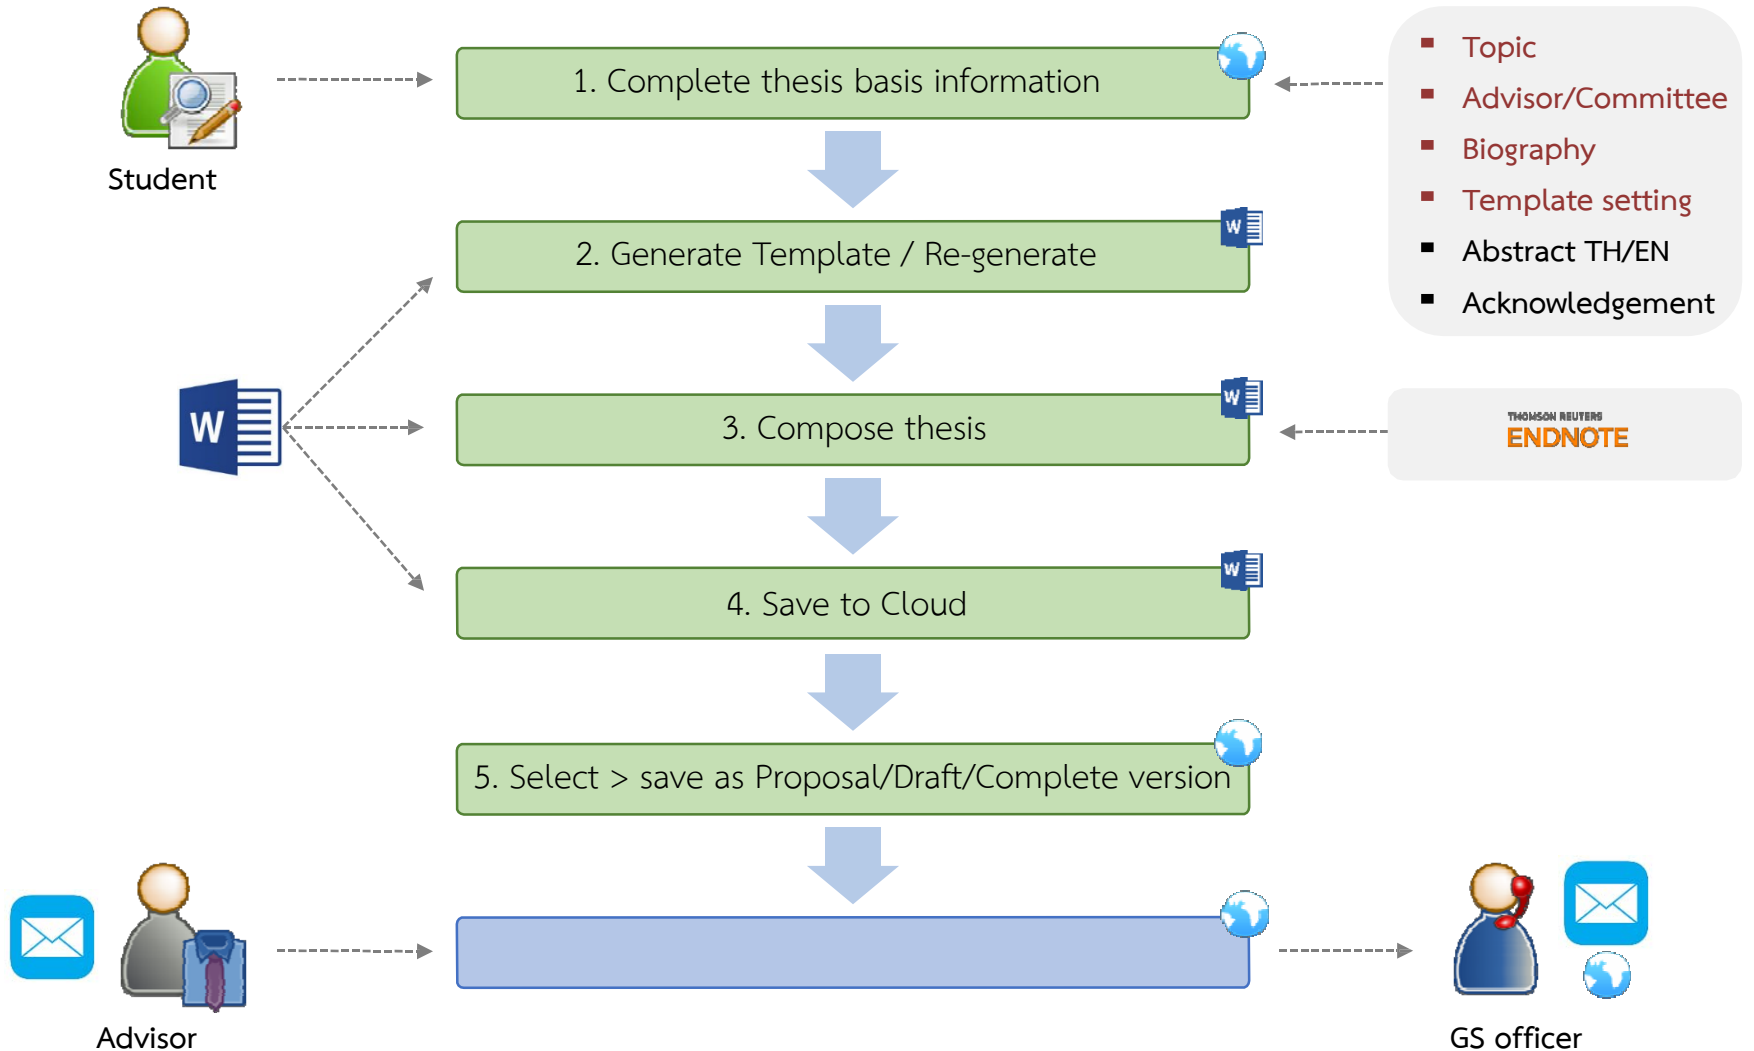 Topic
1. Complete thesis basis information
Advisor/Committee
Biography
Student
Template setting
W
2. Generate Template / Re-generate
Abstract TH/EN
Acknowledgement
W
W
3. Compose thesis
THOMSON REUTERS
ENDNOTE
W
4. Save to Cloud
5. Select > save as Proposal/Draft/Complete version
Advisor
GS officer